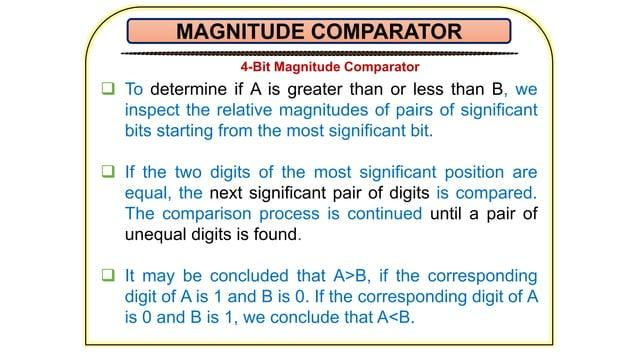 MAGNITUDE COMPARATOR
4-Bit Magnitude Comparator
To determine if A is greater than or less than B, we
inspect the relative magnitudes of pairs of significant
bits starting from the most significant bit.
If the two digits of the most significant position are
equal, the next significant pair of digits is compared.
The comparison process is continued until a pair of
unequal digits is found.
It may be concluded that A>B, if the corresponding
digit of A is 1 and B is 0. If the corresponding digit of A
is 0 and B is 1, we conclude that A<B.